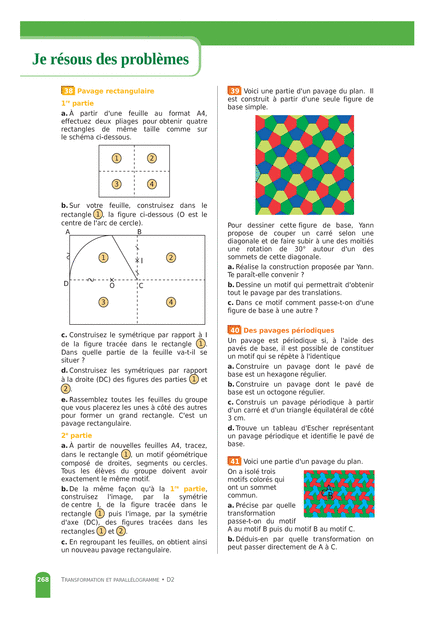 Je résous des problèmes
38 Pavage rectangulaire
1re partie
a. À partir d'une feuille au format A4,
effectuez deux pliages pour obtenir quatre
rectangles de même taille comme sur
le schéma ci-dessous.
1
2
3
4
b. Sur votre feuille, construisez dans le
rectangle 1, la figure ci-dessous (O est le
centre de l'arc de cercle).
A
B
1
2
I
D
O
C
3
4
c. Construisez le symétrique par rapport à I
de la figure tracée dans le rectangle 1.
Dans quelle partie de la feuille va-t-il se
situer ?
d. Construisez les symétriques par rapport
à la droite (DC) des figures des parties 1 et
2.
e. Rassemblez toutes les feuilles du groupe
que vous placerez les unes à côté des autres
pour former un grand rectangle. C'est un
pavage rectangulaire.
2e partie
a. À partir de nouvelles feuilles A4, tracez,
dans le rectangle 1, un motif géométrique
composé de droites, segments ou cercles.
Tous les élèves du groupe doivent avoir
exactement le même motif.
b. De la même façon qu'à la 1re partie,
construisez l'image, par la symétrie
de centre I, de la figure tracée dans le
rectangle 1 puis l'image, par la symétrie
d'axe (DC), des figures tracées dans les
rectangles 1 et 2.
c. En regroupant les feuilles, on obtient ainsi
un nouveau pavage rectangulaire.
39 Voici une partie d'un pavage du plan. Il
est construit à partir d'une seule figure de
base simple.
Pour dessiner cette figure de base, Yann
propose de couper un carré selon une
diagonale et de faire subir à une des moitiés
une rotation de 30° autour d'un des
sommets de cette diagonale.
a. Réalise la construction proposée par Yann.
Te paraît-elle convenir ?
b. Dessine un motif qui permettrait d'obtenir
tout le pavage par des translations.
c. Dans ce motif comment passe-t-on d'une
figure de base à une autre ?
40 Des pavages périodiques
Un pavage est périodique si, à l'aide des
pavés de base, il est possible de constituer
un motif qui se répète à l'identique
a. Construire un pavage dont le pavé de
base est un hexagone régulier.
b. Construire un pavage dont le pavé de
base est un octogone régulier.
c. Construis un pavage périodique à partir
d'un carré et d'un triangle équilatéral de côté
3 cm.
d. Trouve un tableau d'Escher représentant
un pavage périodique et identifie le pavé de
base.
41 Voici une partie d'un pavage du plan.
On a isolé trois
motifs colorés qui
ont un sommet
commun.
a. Précise par quelle
transformation
passe-t-on du motif
A au motif B puis du motif B au motif C.
b. Déduis-en par quelle transformation on
peut passer directement de A à C.
A
B
C
268 TRANSFORMATION ET PARALLÉLOGRAMME • D2